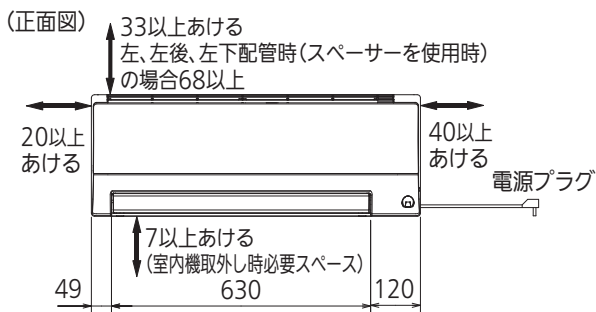 (正面図)
33以上あける
左、左後、左下配管時(スペーサーを使用時)
の場合68以上
20以上
あける
40以上
あける
電源プラグ
7以上あける
(室内機取外し時必要スペース)
49
630
120